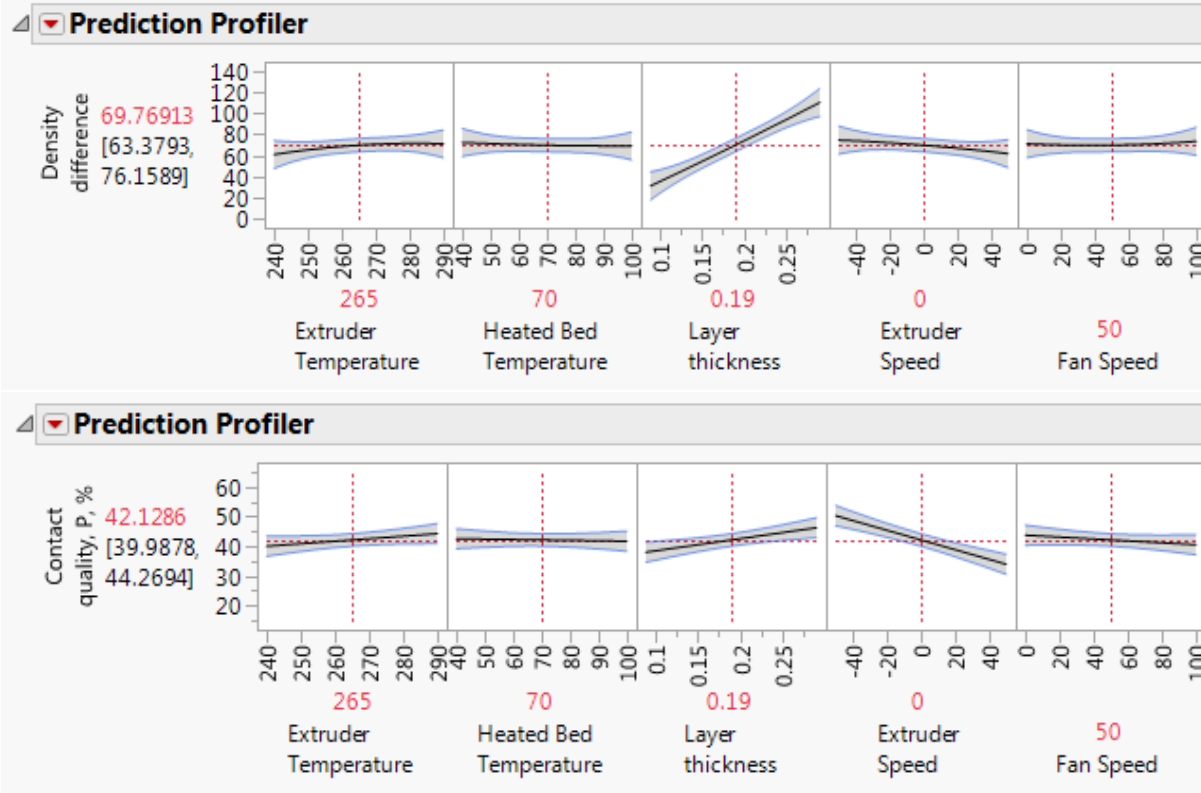 Prediction Profiler
Density
difference
69.76913
[63.3793,
76.1589]
140
120
100
80
60
40
20
0
240 250 260 270 280 290 40 50 60 70 80 90 100 0.1 0.15 0.2 0.25 -40 -20 0 20 40 0 20 40 60 80 100
265 70 0.19 0 50
Extruder
Temperature
Heated Bed
Temperature
Layer
thickness
Extruder
Speed
Fan Speed
Prediction Profiler
Contact
quality, P, %
42.1286
[39.9878,
44.2694]
60
50
40
30
20
240 250 260 270 280 290 40 50 60 70 80 90 100 0.1 0.15 0.2 0.25 -40 -20 0 20 40 0 20 40 60 80 100
265 70 0.19 0 50
Extruder
Temperature
Heated Bed
Temperature
Layer
thickness
Extruder
Speed
Fan Speed